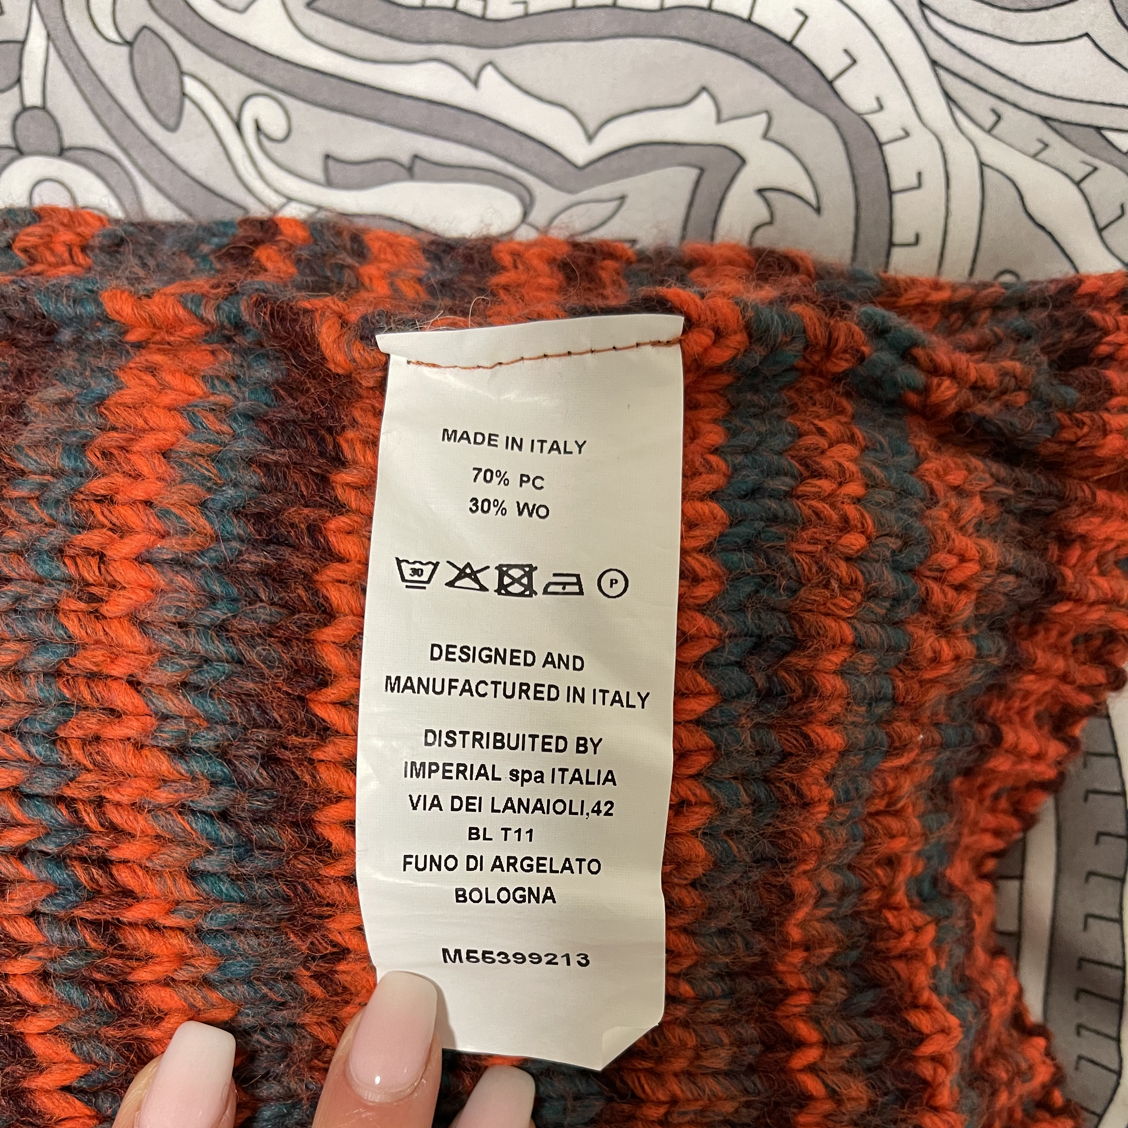 MADE IN ITALY
70% PC
30% WO
30
P
DESIGNED AND
MANUFACTURED IN ITALY
DISTRIBUITED BY
IMPERIAL spa ITALIA
VIA DEI LANAIOLI,42
BL T11
FUNO DI ARGELATO
BOLOGNA
M55399213